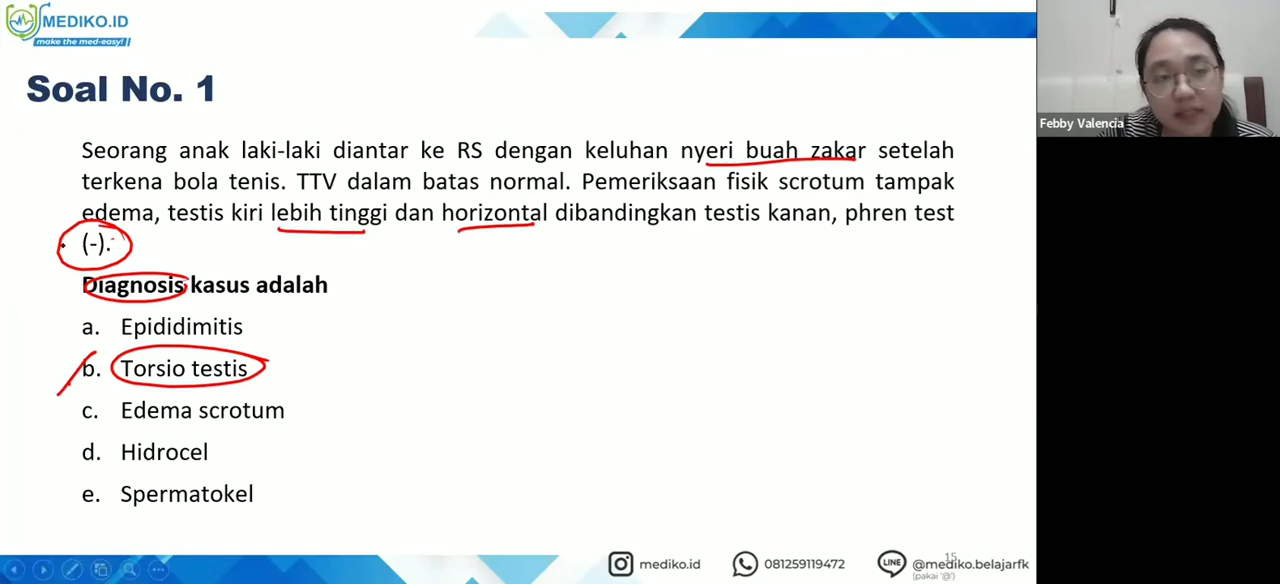 MEDIKO.ID
make the med-easy!
Febby Valencia
Soal No. 1
Seorang anak laki-laki diantar ke RS dengan keluhan nyeri buah zakar setelah
terkena bola tenis. TTV dalam batas normal. Pemeriksaan fisik scrotum tampak
edema, testis kiri lebih tinggi dan horizontal dibandingkan testis kanan, phren test
(-).
Diagnosis kasus adalah
a. Epididimitis
b. Torsio testis
c. Edema scrotum
d. Hidrocel
e. Spermatokel
mediko.id
081259119472
LINE
15
@mediko.belajarfk
(pakai '@')